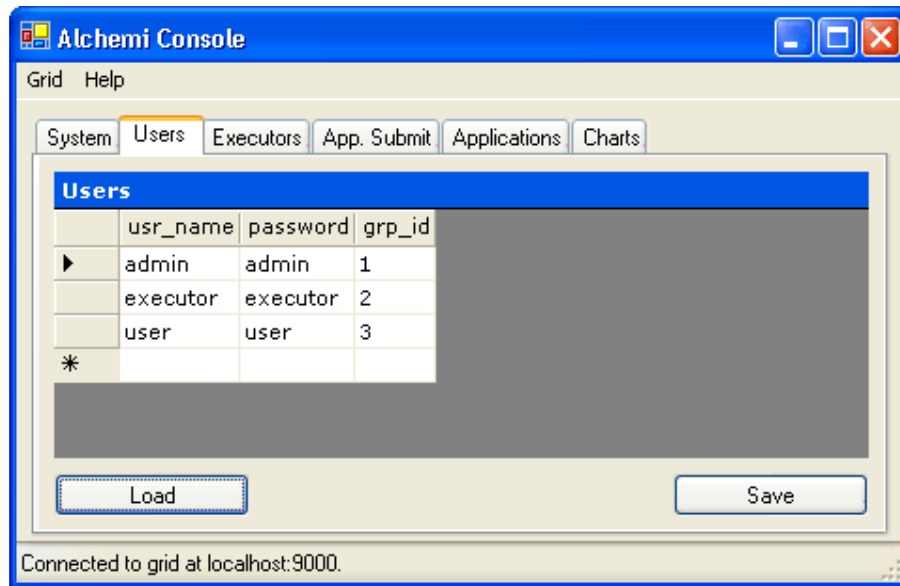 Alchemi Console
Grid Help
System Users Executors App. Submit Applications Charts
Users
usr_name password grp_id
admin admin 1
executor executor 2
user user 3
Load Save
Connected to grid at localhost:9000.